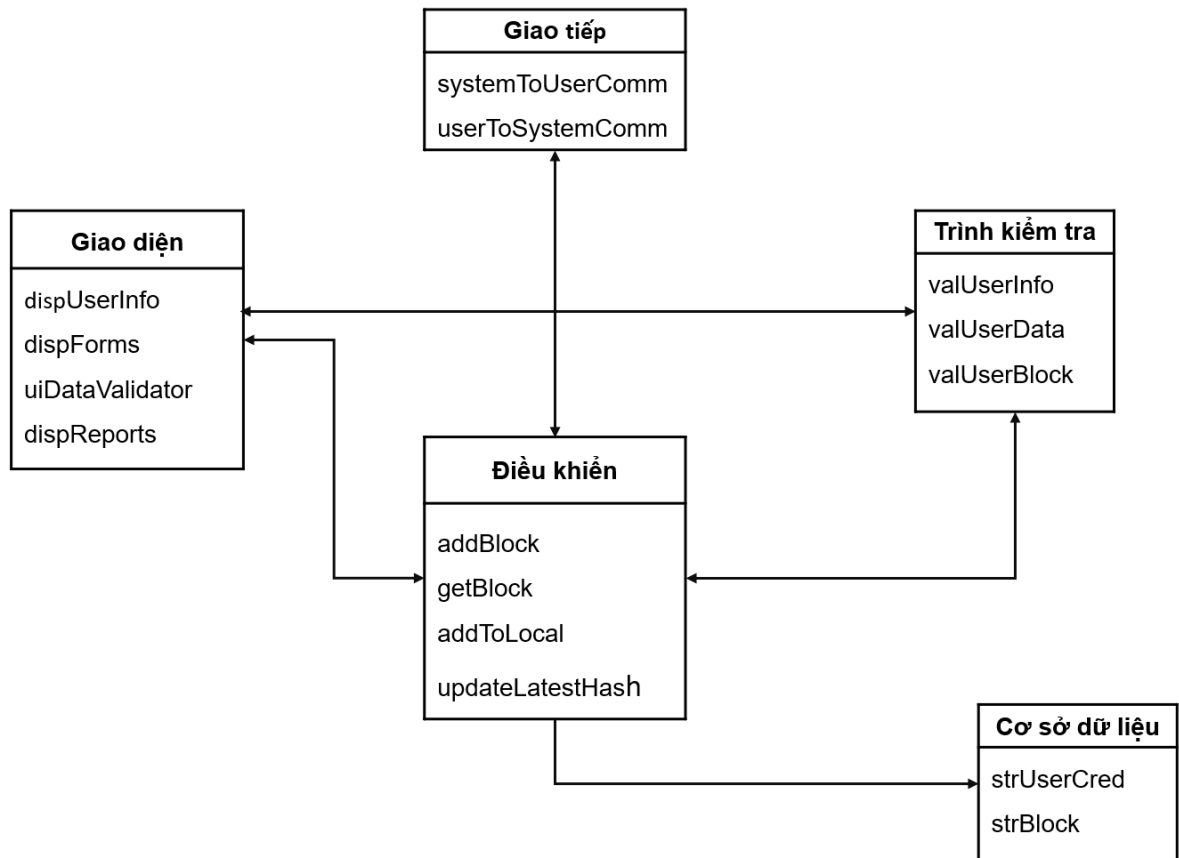 Giao tiếp
systemToUserComm
userToSystemComm
Giao diện
dispUserInfo
dispForms
uiDataValidator
dispReports
Trình kiểm tra
valUserInfo
valUserData
valUserBlock
Điều khiển
addBlock
getBlock
addToLocal
updateLatestHash
Cơ sở dữ liệu
strUserCred
strBlock